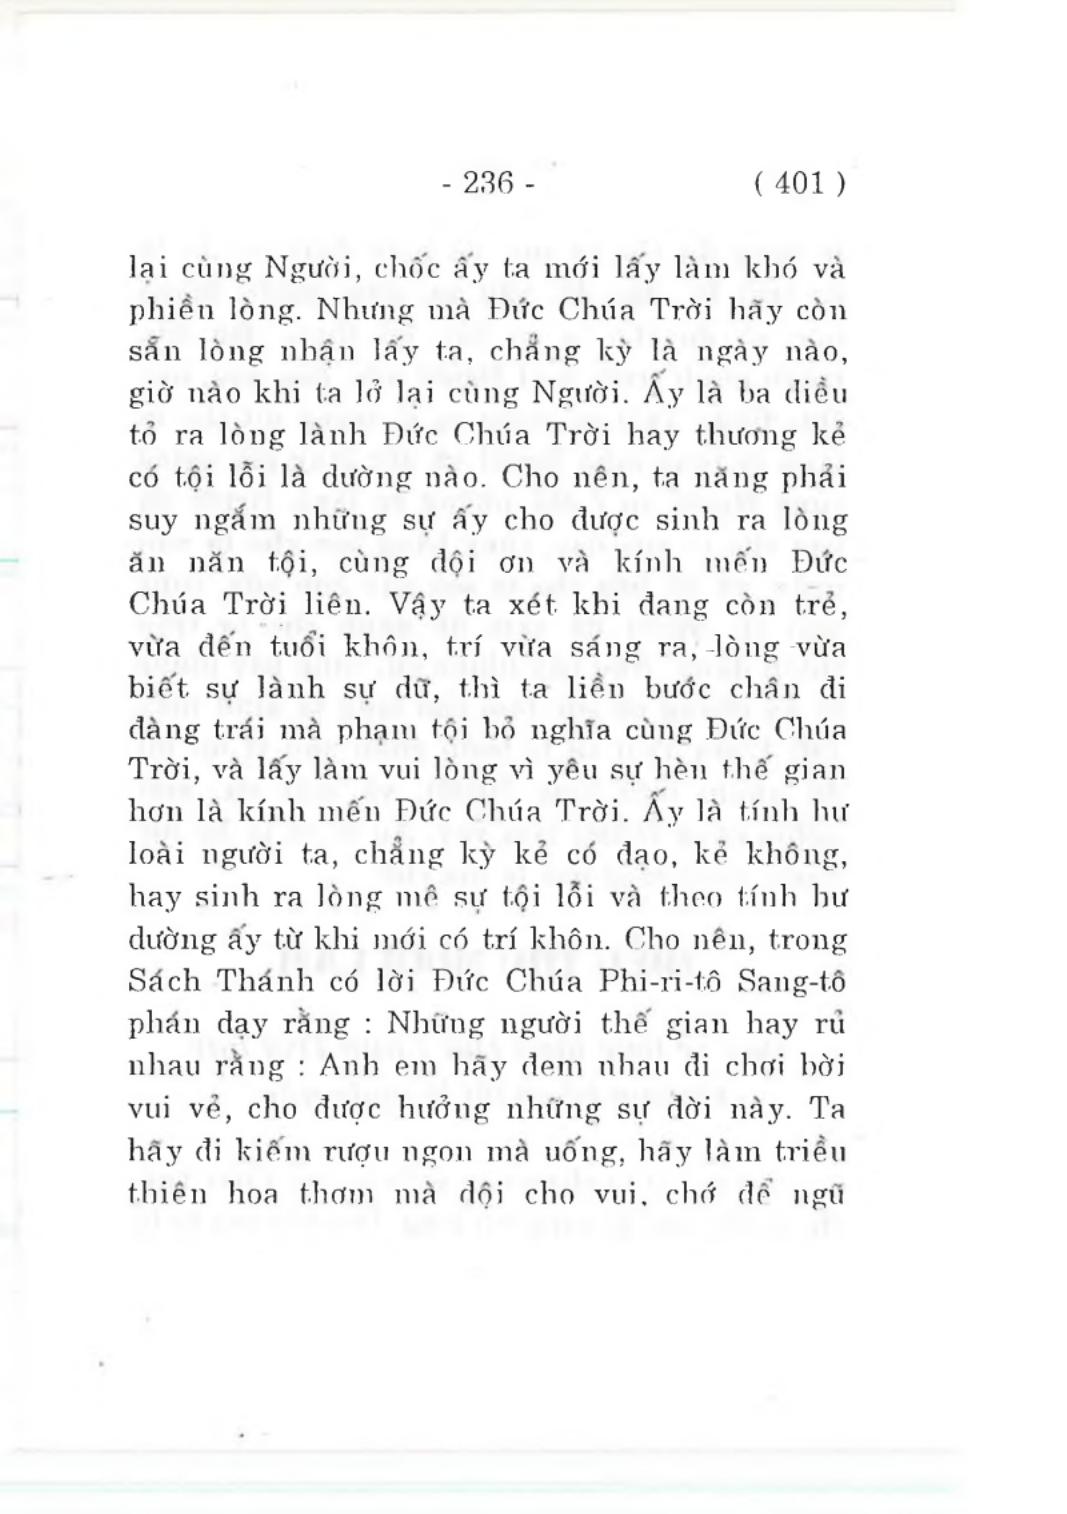 - 236 - ( 401 )
lại cùng Người, chốc ấy ta mới lấy làm khó và
phiền lòng. Nhưng mà Đức Chúa Trời hãy còn
sẵn lòng nhận lấy ta, chẳng kỳ là ngày nào,
giờ nào khi ta lở lại cùng Người. Ấy là ba điều
tỏ ra lòng lành Đức Chúa Trời hay thương kẻ
có tội lỗi là dường nào. Cho nên, ta năng phải
suy ngắm những sự ấy cho được sinh ra lòng
ăn năn tội, cùng đội ơn và kính mến Đức
Chúa Trời liên. Vậy ta xét khi đang còn trẻ,
vừa đến tuổi khôn, trí vừa sáng ra, lòng vừa
biết sự lành sự dữ, thì ta liền bước chân đi
đàng trái mà phạm tội bỏ nghĩa cùng Đức Chúa
Trời, và lấy làm vui lòng vì yêu sự hèn thế gian
hơn là kính mến Đức Chúa Trời. Ấy là tính hư
loài người ta, chẳng kỳ kẻ có đạo, kẻ không,
hay sinh ra lòng mê sự tội lỗi và theo tính hư
dường ấy từ khi mới có trí khôn. Cho nên, trong
Sách Thánh có lời Đức Chúa Phi-ri-tô Sang-tô
phán dạy rằng : Những người thế gian hay rủ
nhau rằng : Anh em hãy đem nhau đi chơi bời
vui vẻ, cho được hưởng những sự đời này. Ta
hãy đi kiếm rượu ngon mà uống, hãy làm triều
thiên hoa thơm mà đội cho vui, chớ để ngũ